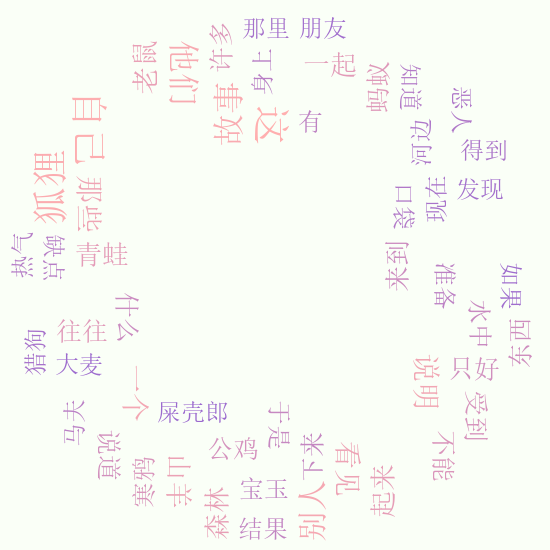 那里
朋友
许多
上身
一起
老鼠
他们
蚂蚁
知道
恶人
自己
故事
这
有
河边
得到
狐狸
那些
口袋
现在
发现
热气
缺点
青蛙
来到
准备
如果
猎狗
往往
什么
水中
东西
大麦
说明
只好
一个
马夫
屎壳郎
受到
说道
寒鸦
山羊
公鸡
于是
下来
看见
不能
森林
宝玉
别人
起来
结果